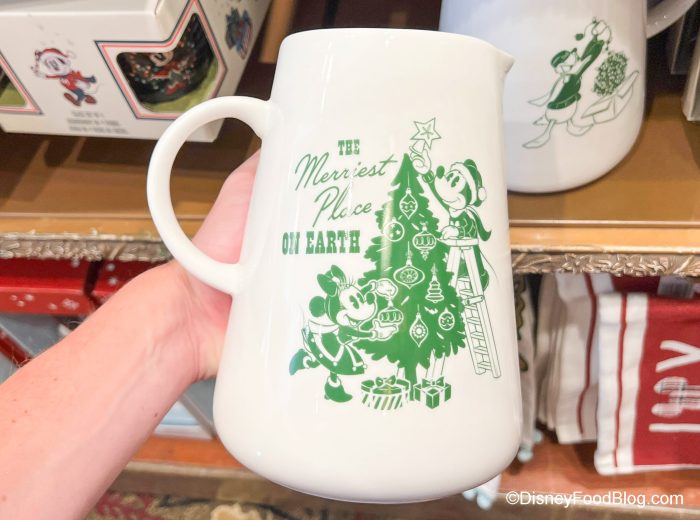 THE
Merriest
Place
ON EARTH
©DisneyFoodBlog.com